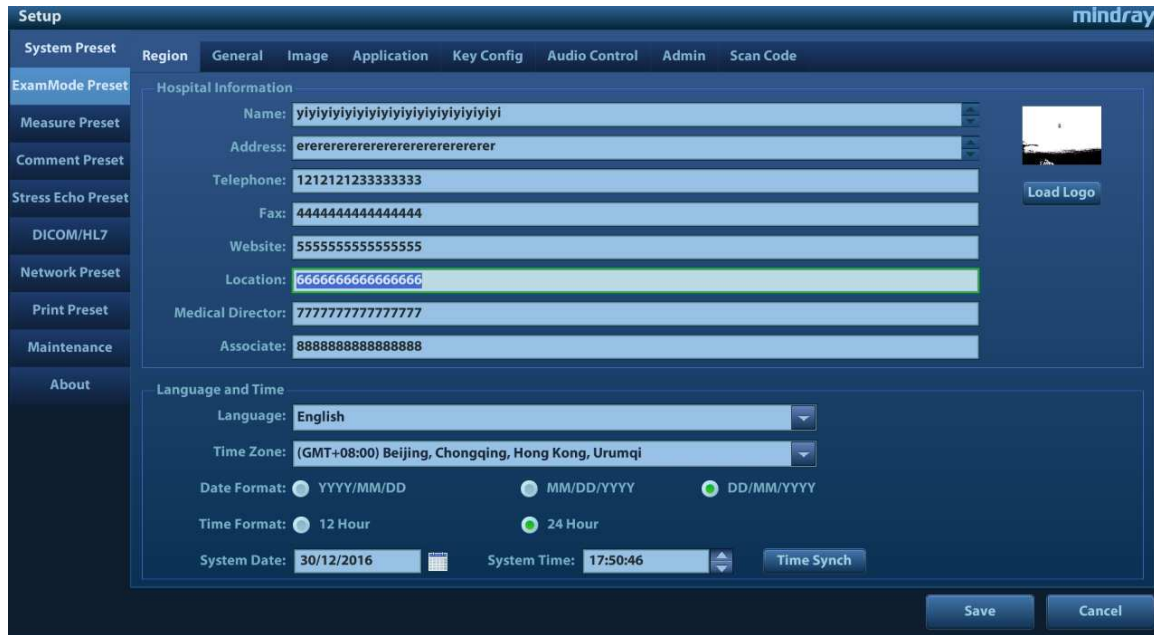 Setup
mindray
System Preset
ExamMode Preset
Measure Preset
Comment Preset
Stress Echo Preset
DICOM/HL7
Network Preset
Print Preset
Maintenance
About
Region General Image Application Key Config Audio Control Admin Scan Code
Hospital Information
Name: yiyiyiyiyiyiyiyiyiyiyiyiyiyiyiyiyiyi
Address: erererererererererererererer
Telephone: 1212121233333333
Fax: 4444444444444444
Website: 5555555555555555
Location: 6666666666666666
Medical Director: 7777777777777777
Associate: 8888888888888888
Load Logo
Language and Time
Language: English
Time Zone: (GMT+08:00) Beijing, Chongqing, Hong Kong, Urumqi
Date Format: YYYY/MM/DD MM/DD/YYYY DD/MM/YYYY
Time Format: 12 Hour 24 Hour
System Date: 30/12/2016 System Time: 17:50:46 Time Synch
Save Cancel